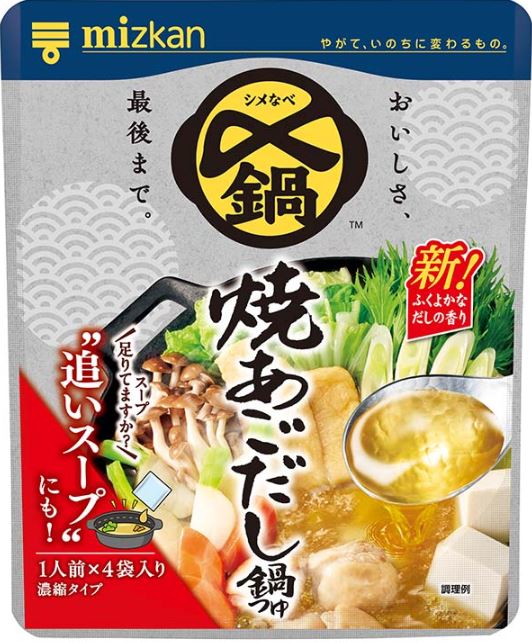 mizkan
やがて、いのちに変わるもの。
おいしさ、
最後まで。
シメなべ
〆
鍋
TM
焼あごだし
鍋つゆ
新!
ふくよかな
だしの香り
スープ
足りてますか?
"追いスープ"
にも!
1人前×4袋入り
濃縮タイプ
調理例